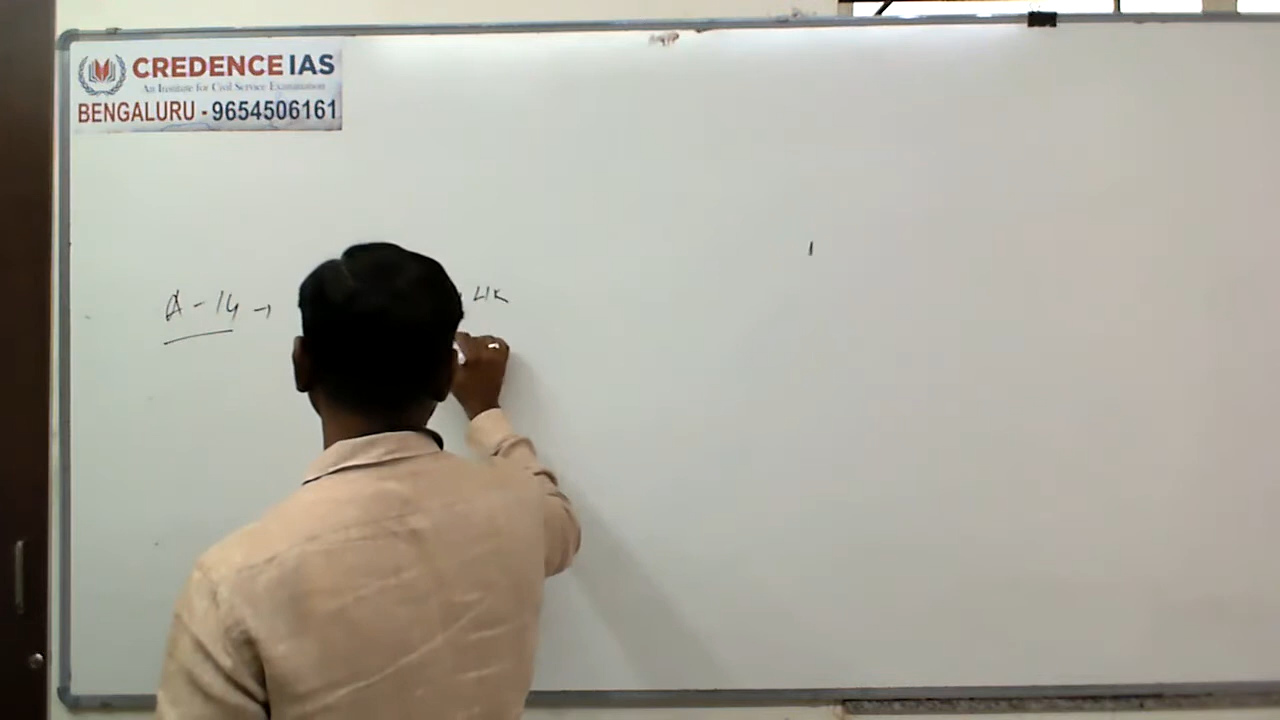 CREDENCE IAS
An Institute for Civil Service Examination
BENGALURU - 9654506161
A - 14 → UK